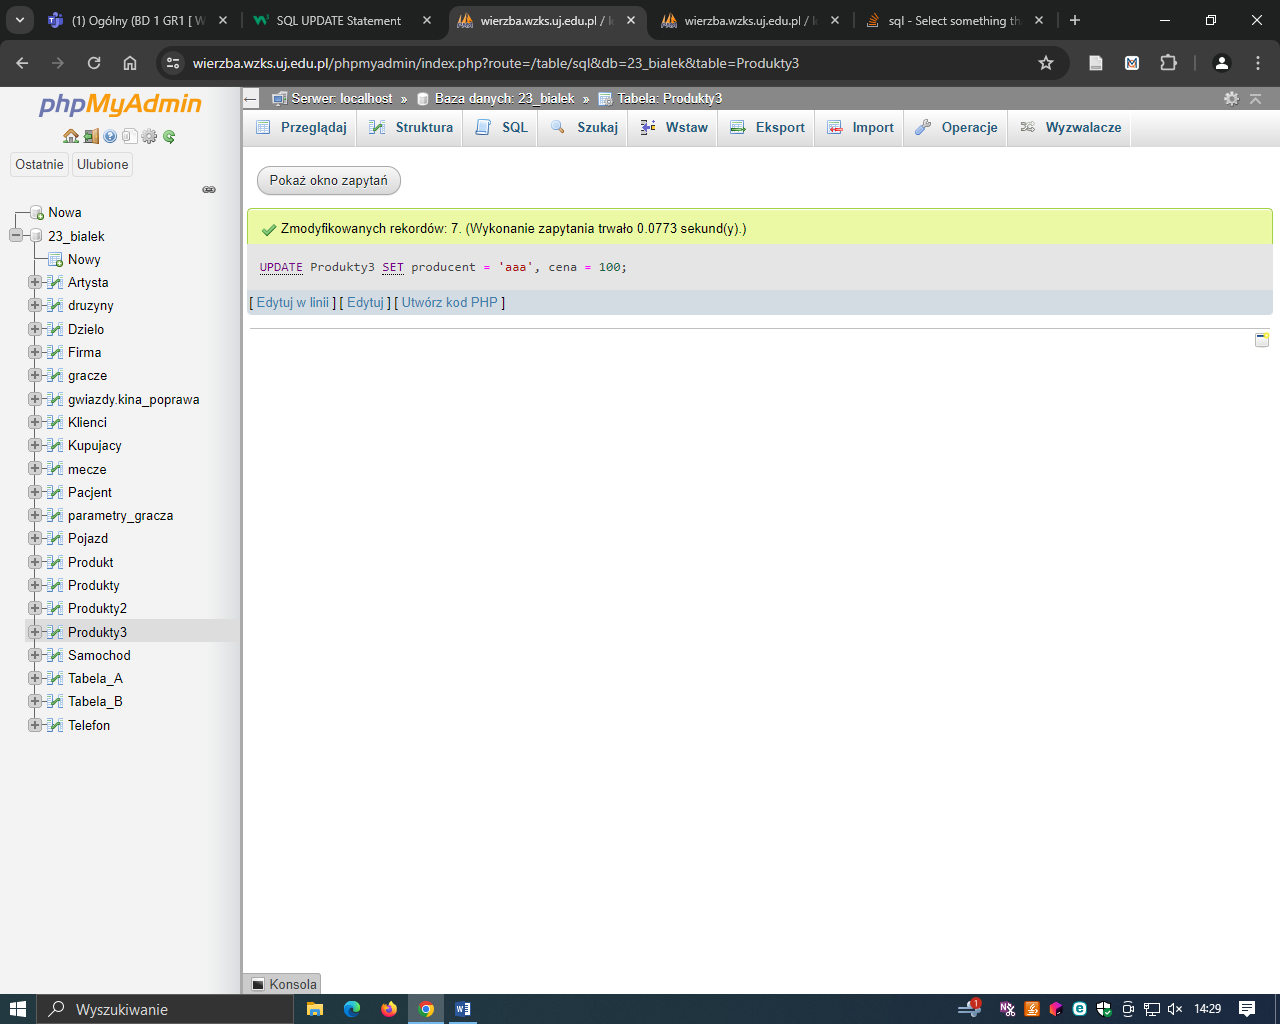 (1) Ogólny (BD 1 GR1 [ W
SQL UPDATE Statement
wierzba.wzks.uj.edu.pl /
wierzba.wzks.uj.edu.pl /
sql - Select something th
wierzba.wzks.uj.edu.pl/phpmyadmin/index.php?route=/table/sql&db=23_bialek&table=Produkty3
phpMyAdmin
Ostatnie
Ulubione
Nowa
23_bialek
Nowy
Artysta
druzyny
Dzielo
Firma
gracze
gwiazdy.kina_poprawa
Klienci
Kupujacy
mecze
Pacjent
parametry_gracza
Pojazd
Produkt
Produkty
Produkty2
Produkty3
Samochod
Tabela_A
Tabela_B
Telefon
Serwer: localhost » Baza danych: 23_bialek » Tabela: Produkty3
Przeglądaj Struktura SQL Szukaj Wstaw Eksport Import Operacje Wyzwalacze
Pokaż okno zapytań
Zmodyfikowanych rekordów: 7. (Wykonanie zapytania trwało 0.0773 sekund(y).)
UPDATE Produkty3 SET producent = 'aaa', cena = 100;
[ Edytuj w linii ] [ Edytuj ] [ Utwórz kod PHP ]
Konsola
Wyszukiwanie
1
14:29